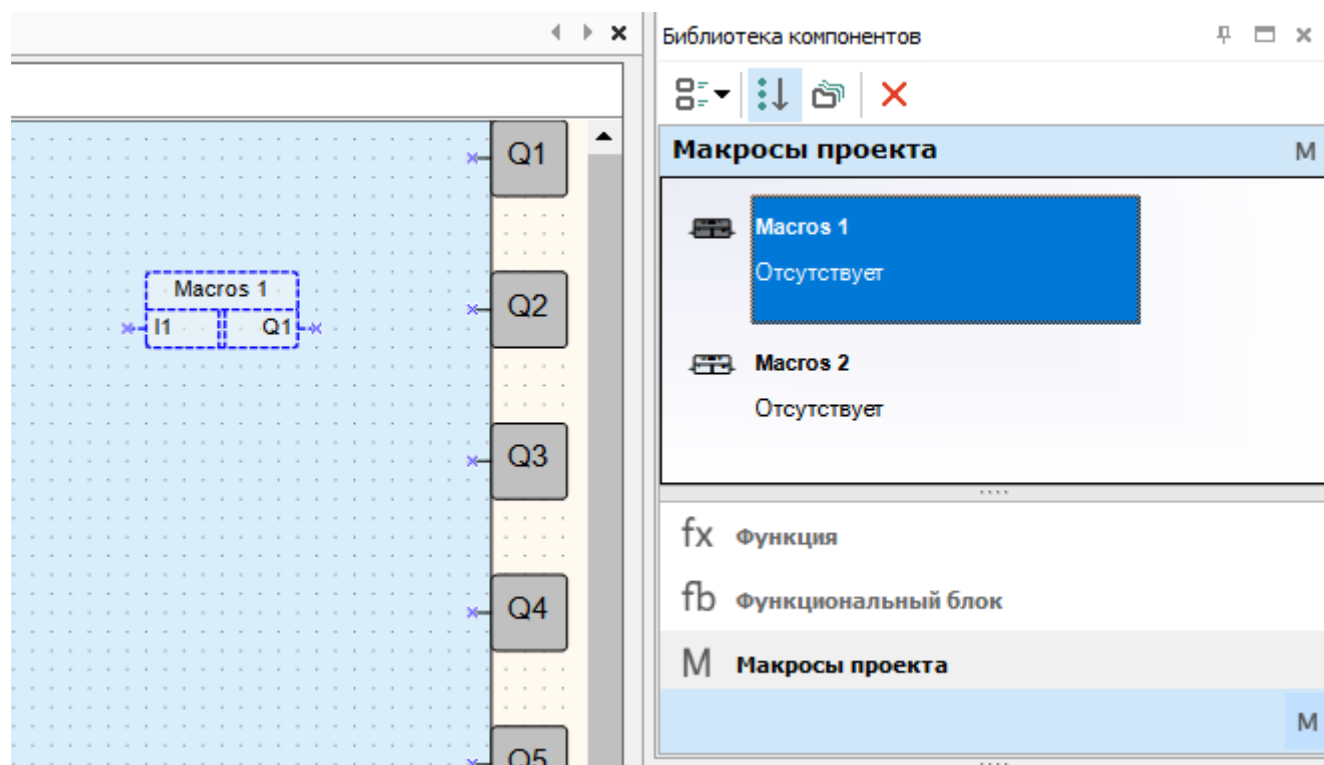 Библиотека компонентов
Макросы проекта M
Macros 1
Отсутствует
Macros 2
Отсутствует
fx Функция
fb Функциональный блок
M Макросы проекта
M
Q1
Macros 1
I1 Q1
Q2
Q3
Q4
Q5